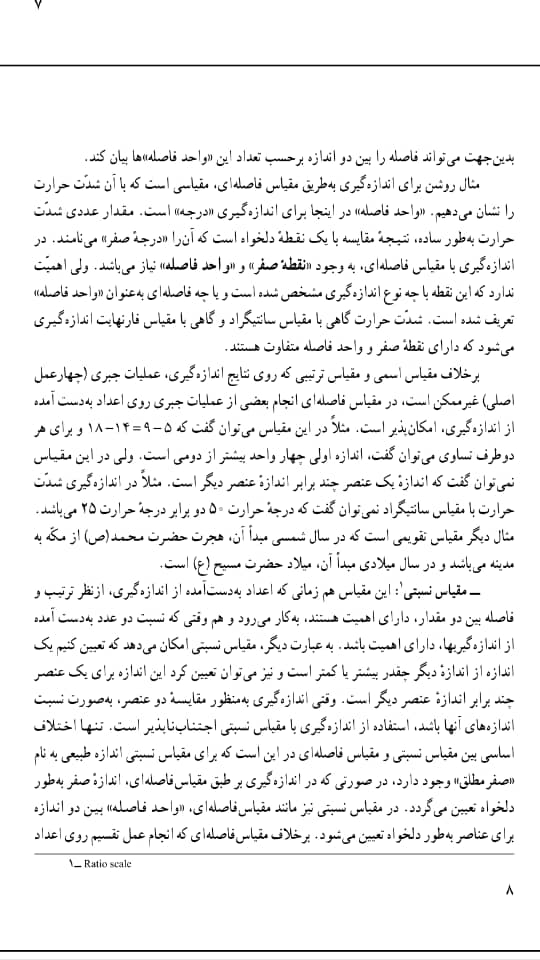 ۷
بدین‌جهت می‌تواند فاصله را بین دو اندازه برحسب تعداد این «واحد فاصله»ها بیان کند.
مثال روشن برای اندازه‌گیری به‌طریق مقیاس فاصله‌ای، مقیاسی است که با آن شدّت حرارت
را نشان می‌دهیم. «واحد فاصله» در اینجا برای اندازه‌گیری «درجه» است. مقدار عددی شدّت
حرارت به‌طور ساده، نتیجهٔ مقایسه با یک نقطهٔ دلخواه است که آن‌را «درجهٔ صفر» می‌نامند. در
اندازه‌گیری با مقیاس فاصله‌ای، به وجود «نقطهٔ صفر» و «واحد فاصله» نیاز می‌باشد. ولی اهمیّت
ندارد که این نقطه با چه نوع اندازه‌گیری مشخص شده است و یا چه فاصله‌ای به‌عنوان «واحد فاصله»
تعریف شده است. شدّت حرارت گاهی با مقیاس سانتیگراد و گاهی با مقیاس فارنهایت اندازه‌گیری
می‌شود که دارای نقطهٔ صفر و واحد فاصله متفاوت هستند.
برخلاف مقیاس اسمی و مقیاس ترتیبی که روی نتایج اندازه‌گیری، عملیات جبری (چهارعمل
اصلی) غیرممکن است، در مقیاس فاصله‌ای انجام بعضی از عملیات جبری روی اعداد به‌دست آمده
از اندازه‌گیری، امکان‌پذیر است. مثلاً در این مقیاس می‌توان گفت که ۵−۹=۱۴−۱۸ و برای هر
دوطرف تساوی می‌توان گفت، اندازه اولی چهار واحد بیشتر از دومی است. ولی در این مقیاس
نمی‌توان گفت که اندازهٔ یک عنصر چند برابر اندازهٔ عنصر دیگر است. مثلاً در اندازه‌گیری شدّت
حرارت با مقیاس سانتیگراد نمی‌توان گفت که درجهٔ حرارت ۵۰ دو برابر درجهٔ حرارت ۲۵ می‌باشد.
مثال دیگر مقیاس تقویمی است که در سال شمسی مبدأ آن، هجرت حضرت محمد(ص) از مکّه به
مدینه می‌باشد و در سال میلادی مبدأ آن، میلاد حضرت مسیح (ع) است.
ــ مقیاس نسبتی۱: این مقیاس هم زمانی که اعداد به‌دست‌آمده از اندازه‌گیری، ازنظر ترتیب و
فاصله بین دو مقدار، دارای اهمیت هستند، به‌کار می‌رود و هم وقتی که نسبت دو عدد به‌دست آمده
از اندازه‌گیریها، دارای اهمیت باشد. به عبارت دیگر، مقیاس نسبتی امکان می‌دهد که تعیین کنیم یک
اندازه از اندازهٔ دیگر چقدر بیشتر یا کمتر است و نیز می‌توان تعیین کرد این اندازه برای یک عنصر
چند برابر اندازهٔ عنصر دیگر است. وقتی اندازه‌گیری به‌منظور مقایسهٔ دو عنصر، به‌صورت نسبت
اندازه‌های آنها باشد، استفاده از اندازه‌گیری با مقیاس نسبتی اجتناب‌ناپذیر است. تنها اختلاف
اساسی بین مقیاس نسبتی و مقیاس فاصله‌ای در این است که برای مقیاس نسبتی اندازه طبیعی به نام
«صفر مطلق» وجود دارد، در صورتی که در اندازه‌گیری بر طبق مقیاس‌فاصله‌ای، اندازهٔ صفر به‌طور
دلخواه تعیین می‌گردد. در مقیاس نسبتی نیز مانند مقیاس‌فاصله‌ای، «واحد فاصله» بین دو اندازه
برای عناصر به‌طور دلخواه تعیین می‌شود. برخلاف مقیاس‌فاصله‌ای که انجام عمل تقسیم روی اعداد
۱ــ Ratio scale
۸